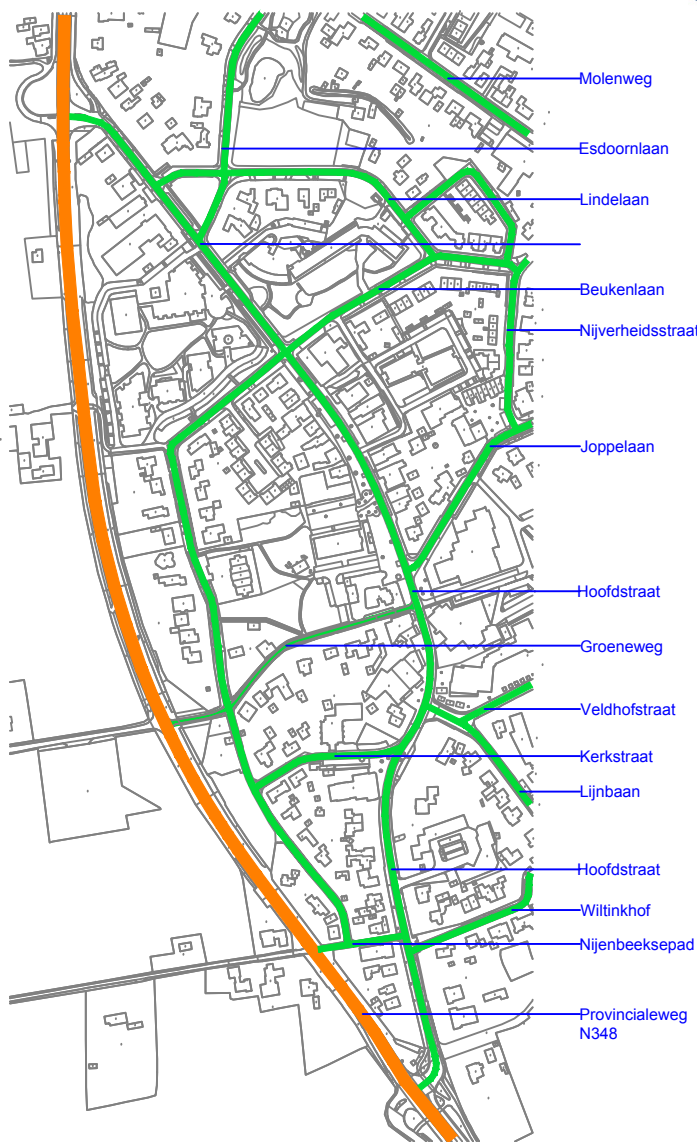 Molenweg
Esdoornlaan
Lindelaan
Beukenlaan
Nijverheidsstraat
Joppelaan
Hoofdstraat
Groeneweg
Veldhofstraat
Kerkstraat
Lijnbaan
Hoofdstraat
Wiltinkhof
Nijenbeeksepad
Provincialeweg
N348